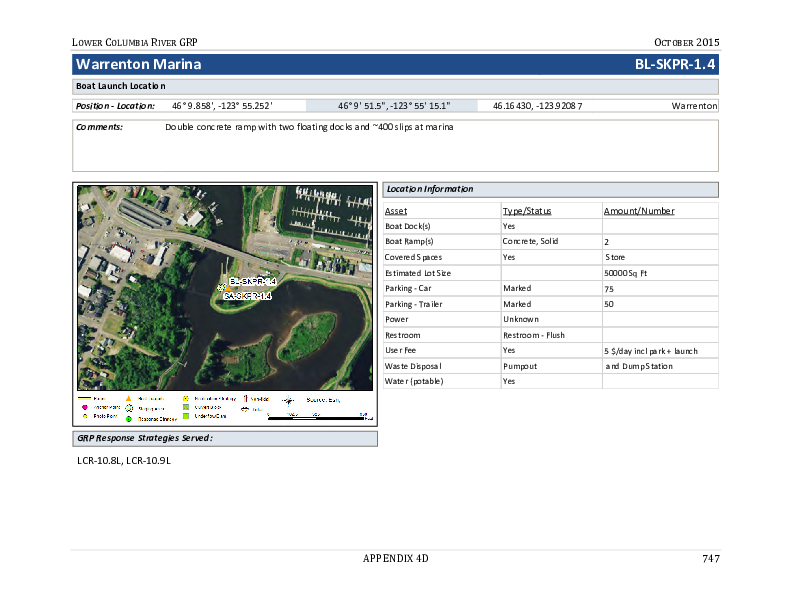 LOWER COLUMBIA RIVER GRP OCTOBER 2015
Warrenton Marina BL-SKPR-1.4
Boat Launch Location
Position - Location: 46° 9.858', -123° 55.252' 46° 9' 51.5", -123° 55' 15.1" 46.16430, -123.92087 Warrenton
Comments: Double concrete ramp with two floating docks and ~400 slips at marina
BL-SKPR-1.4
SA-SKPR-1.4
Source: Esri,
GRP Response Strategies Served:
LCR-10.8L, LCR-10.9L
Location Information
Asset Type/Status Amount/Number
Boat Dock(s) Yes
Boat Ramp(s) Concrete, Solid 2
Covered Spaces Yes Store
Estimated Lot Size 50000 Sq Ft
Parking - Car Marked 75
Parking - Trailer Marked 50
Power Unknown
Restroom Restroom - Flush
User Fee Yes 5 $/day incl park + launch
Waste Disposal Pumpout and Dump Station
Water (potable) Yes
APPENDIX 4D 747